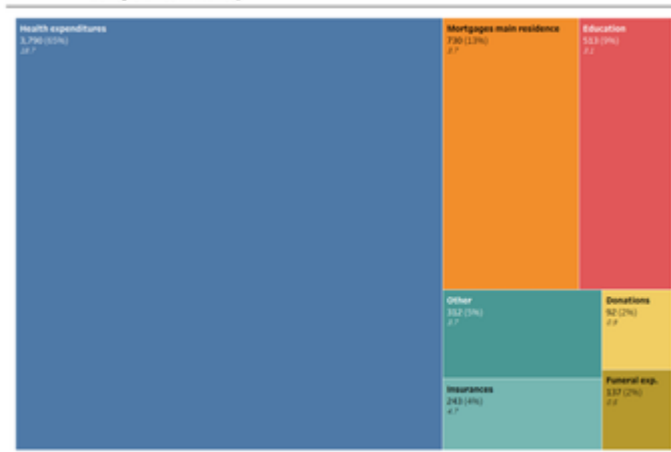 Health expenditures
3,790 (65%)
Mortgages main residence
730 (13%)
Education
513 (9%)
Other
312 (5%)
Donations
92 (2%)
Insurances
243 (4%)
Funeral exp.
137 (2%)